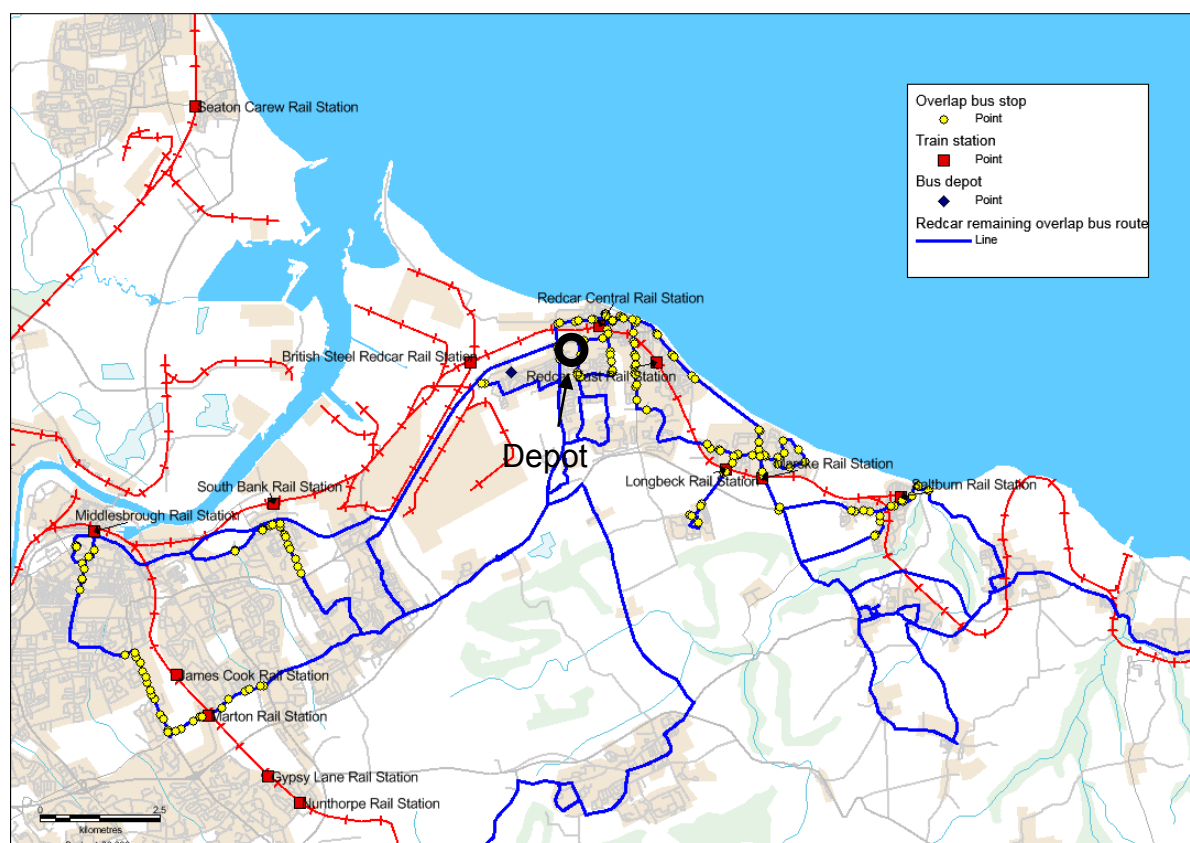 Seaton Carew Rail Station
Overlap bus stop
Point
Train station
Point
Bus depot
Point
Redcar remaining overlap bus route
Line
Redcar Central Rail Station
British Steel Redcar Rail Station
Redcar East Rail Station
Depot
Marske Rail Station
Longbeck Rail Station
Saltburn Rail Station
South Bank Rail Station
Middlesbrough Rail Station
James Cook Rail Station
Marton Rail Station
Gypsy Lane Rail Station
Nunthorpe Rail Station
0 2.5
kilometres